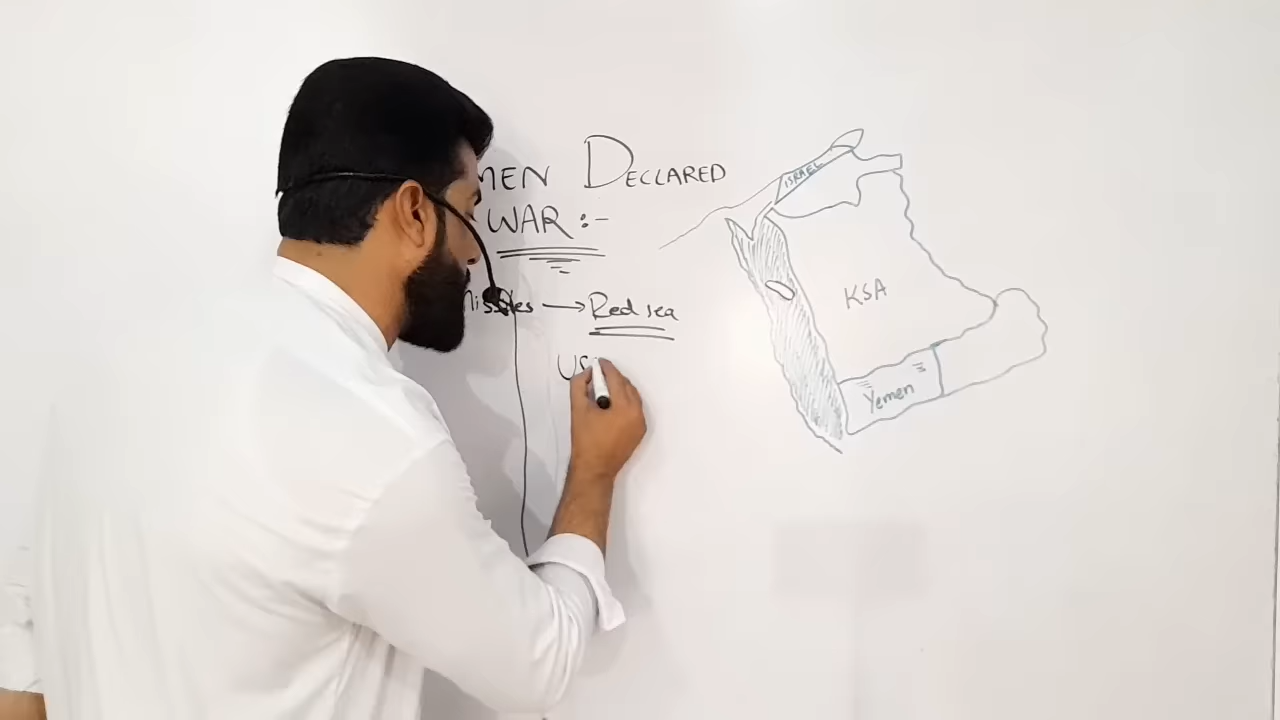 MEN DECLARED
WAR :-
Missiles → Red sea
US
ISRAEL
KSA
Yemen